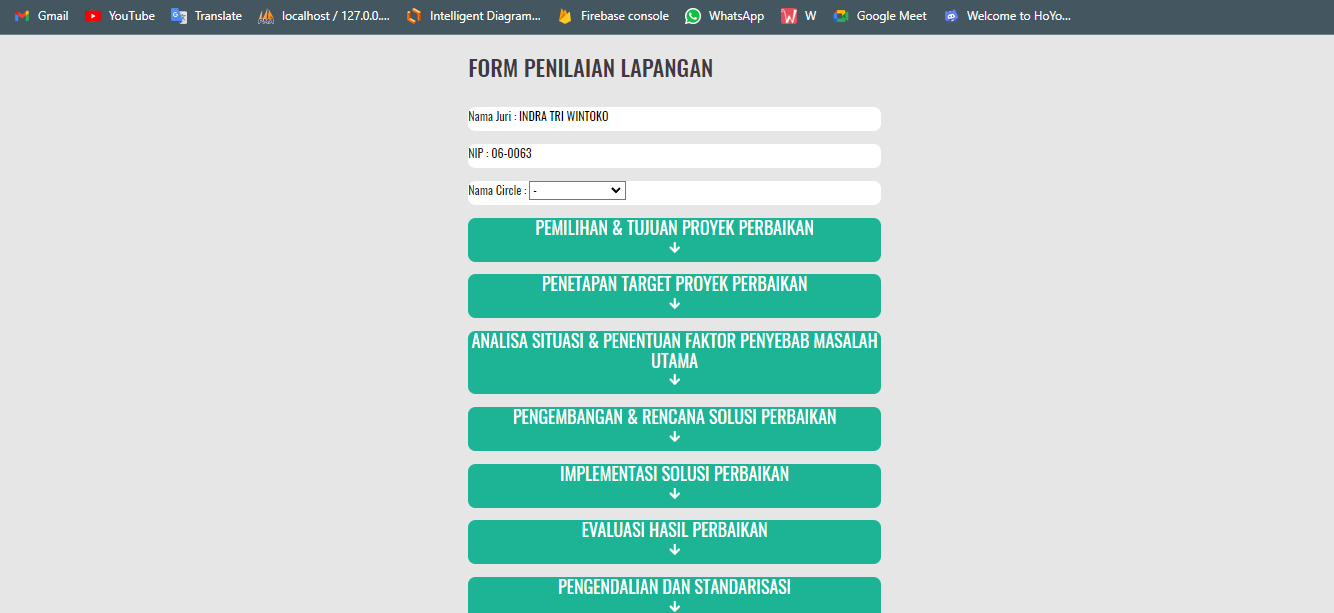 Gmail YouTube Translate localhost / 127.0.0.... Intelligent Diagram... Firebase console WhatsApp W Google Meet Welcome to HoYo...
FORM PENILAIAN LAPANGAN
Nama Juri : INDRA TRI WINTOKO
NIP : 06-0063
Nama Circle : -
PEMILIHAN & TUJUAN PROYEK PERBAIKAN
PENETAPAN TARGET PROYEK PERBAIKAN
ANALISA SITUASI & PENENTUAN FAKTOR PENYEBAB MASALAH
UTAMA
PENGEMBANGAN & RENCANA SOLUSI PERBAIKAN
IMPLEMENTASI SOLUSI PERBAIKAN
EVALUASI HASIL PERBAIKAN
PENGENDALIAN DAN STANDARISASI